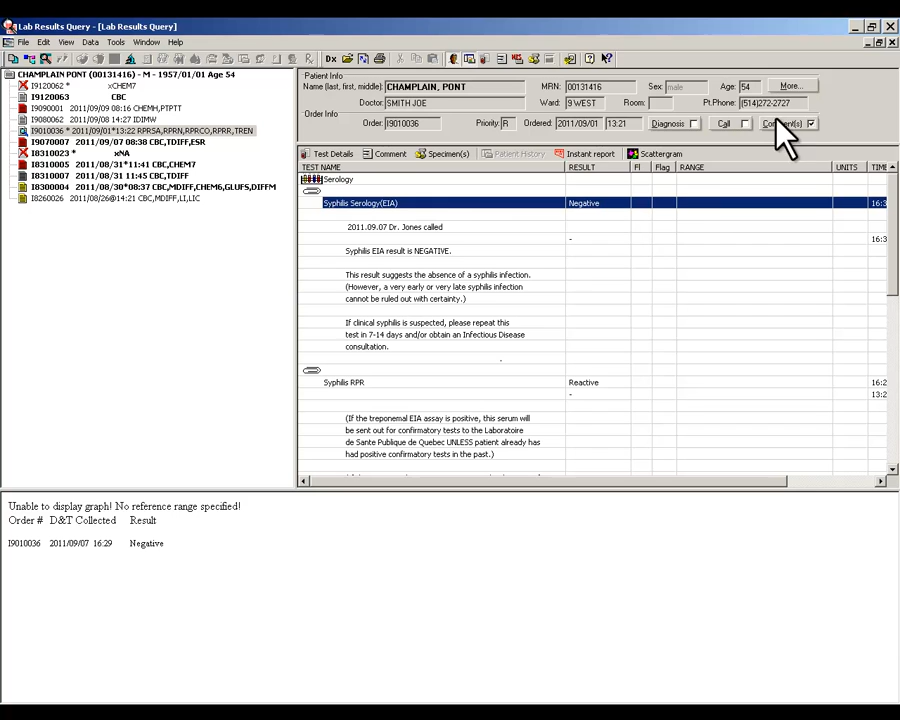 Lab Results Query - [Lab Results Query]
File Edit View Data Tools Window Help
CHAMPLAIN PONT (00131416) - M - 1957/01/01 Age 54
I9120062 * xCHEM7
I9120063 CBC
I9090001 2011/09/09 08:16 CHEMH,PTPTT
I9080062 2011/09/08 14:27 IDIMW
I9010036 * 2011/09/01*13:22 RPRSA,RPRN,RPRCO,RPRR,TREN
I9070007 2011/09/07 08:38 CBC,TDIFF,ESR
I8310023 * xNA
I8310005 2011/08/31*11:41 CBC,CHEM7
I8310007 2011/08/31 11:45 CBC,TDIFF
I8300004 2011/08/30*08:37 CBC,MDIFF,CHEM6,GLUFS,DIFFM
I8260026 2011/08/26@14:21 CBC,MDIFF,LI,LIC
Patient Info
Name (last, first, middle): CHAMPLAIN, PONT MRN: 00131416 Sex: male Age: 54 More...
Doctor: SMITH JOE Ward: 9 WEST Room: Pt.Phone: (514)272-2727
Order Info
Order: I9010036 Priority: R Ordered: 2011/09/01 13:21 Diagnosis Call
Test Details Comment Specimen(s) Patient History Instant report Scattergram
TEST NAME RESULT Fl Flag RANGE UNITS TIME
Serology
Syphilis Serology(EIA) Negative 16:3
2011.09.07 Dr. Jones called
- 16:3
Syphilis EIA result is NEGATIVE.
This result suggests the absence of a syphilis infection.
(However, a very early or very late syphilis infection
cannot be ruled out with certainty.)
If clinical syphilis is suspected, please repeat this
test in 7-14 days and/or obtain an Infectious Disease
consultation.
Syphilis RPR Reactive 16:2
- 13:2
(If the treponemal EIA assay is positive, this serum will
be sent out for confirmatory tests to the Laboratoire
de Sante Publique de Quebec UNLESS patient already has
had positive confirmatory tests in the past.)
Unable to display graph! No reference range specified!
Order # D&T Collected Result
I9010036 2011/09/07 16:29 Negative